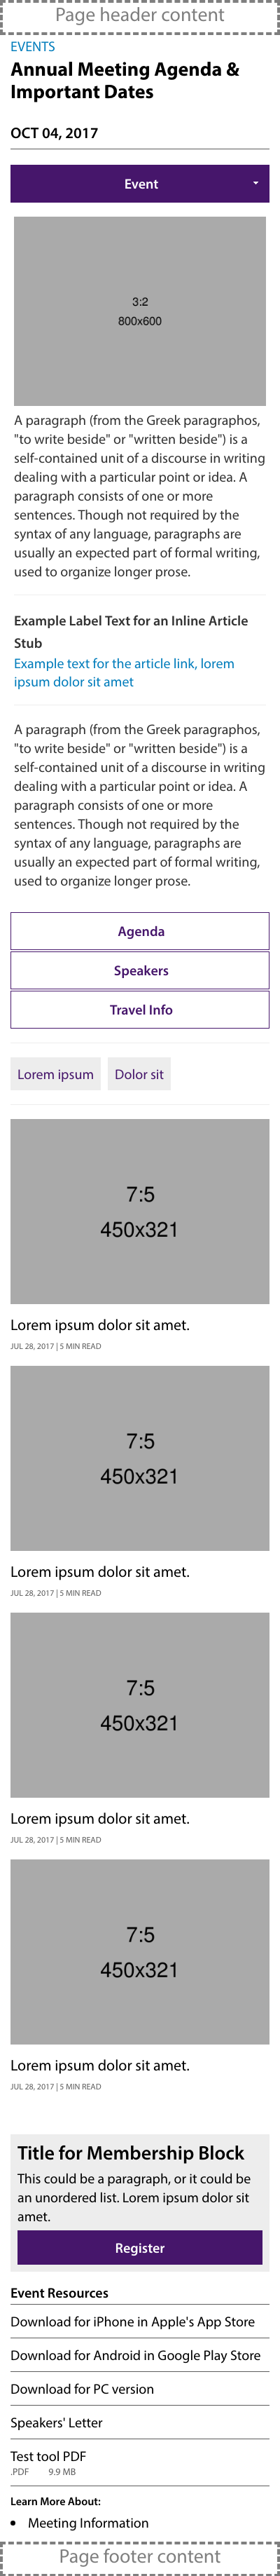 Page header content
EVENTS
Annual Meeting Agenda &
Important Dates
OCT 04, 2017
Event
3:2
800x600
A paragraph (from the Greek paragraphos,
"to write beside" or "written beside") is a
self-contained unit of a discourse in writing
dealing with a particular point or idea. A
paragraph consists of one or more
sentences. Though not required by the
syntax of any language, paragraphs are
usually an expected part of formal writing,
used to organize longer prose.
Example Label Text for an Inline Article
Stub
Example text for the article link, lorem
ipsum dolor sit amet
A paragraph (from the Greek paragraphos,
"to write beside" or "written beside") is a
self-contained unit of a discourse in writing
dealing with a particular point or idea. A
paragraph consists of one or more
sentences. Though not required by the
syntax of any language, paragraphs are
usually an expected part of formal writing,
used to organize longer prose.
Agenda
Speakers
Travel Info
Lorem ipsum Dolor sit
7:5
450x321
Lorem ipsum dolor sit amet.
JUL 28, 2017 | 5 MIN READ
7:5
450x321
Lorem ipsum dolor sit amet.
JUL 28, 2017 | 5 MIN READ
7:5
450x321
Lorem ipsum dolor sit amet.
JUL 28, 2017 | 5 MIN READ
7:5
450x321
Lorem ipsum dolor sit amet.
JUL 28, 2017 | 5 MIN READ
Title for Membership Block
This could be a paragraph, or it could be
an unordered list. Lorem ipsum dolor sit
amet.
Register
Event Resources
Download for iPhone in Apple's App Store
Download for Android in Google Play Store
Download for PC version
Speakers' Letter
Test tool PDF
.PDF 9.9 MB
Learn More About:
• Meeting Information
Page footer content